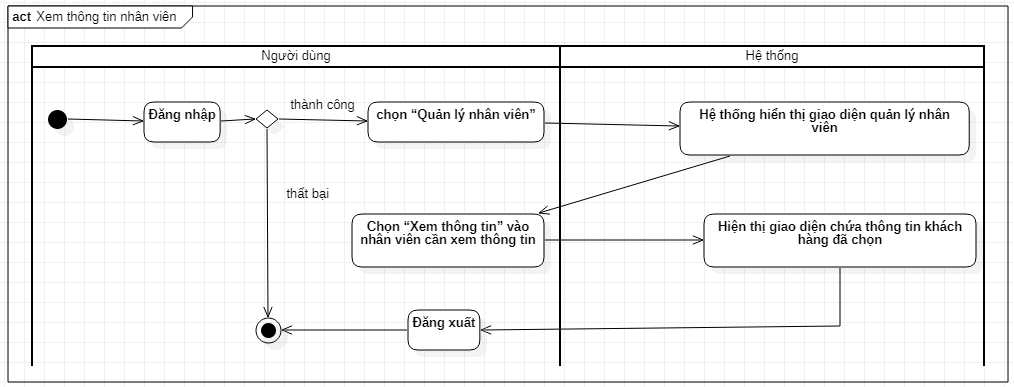 act Xem thông tin nhân viên
Người dùng
Hệ thống
Đăng nhập
thành công
chọn “Quản lý nhân viên”
Hệ thống hiển thị giao diện quản lý nhân
viên
thất bại
Chọn “Xem thông tin” vào
nhân viên cần xem thông tin
Hiện thị giao diện chứa thông tin khách
hàng đã chọn
Đăng xuất